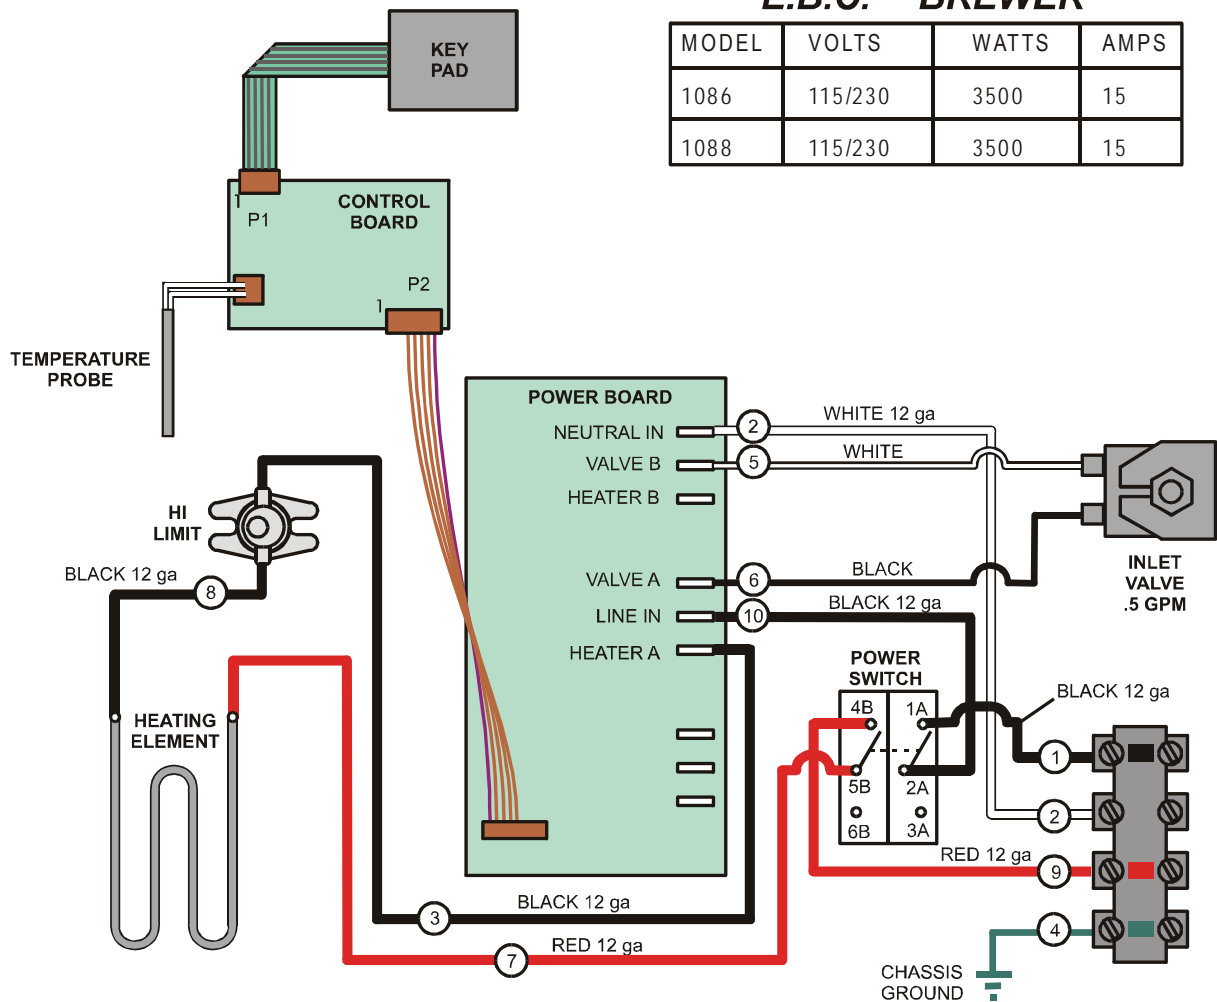 E.B.C. BREWER
MODEL VOLTS WATTS AMPS
1086 115/230 3500 15
1088 115/230 3500 15
KEY
PAD
CONTROL
BOARD
1
P1
P2
1
TEMPERATURE
PROBE
POWER BOARD
NEUTRAL IN
VALVE B
HEATER B
VALVE A
LINE IN
HEATER A
2
WHITE 12 ga
5
WHITE
6
BLACK
10
BLACK 12 ga
INLET
VALVE
.5 GPM
HI
LIMIT
BLACK 12 ga
8
HEATING
ELEMENT
POWER
SWITCH
4B 1A
5B 2A
6B 3A
BLACK 12 ga
1
2
RED 12 ga
9
4
CHASSIS
GROUND
BLACK 12 ga
3
RED 12 ga
7